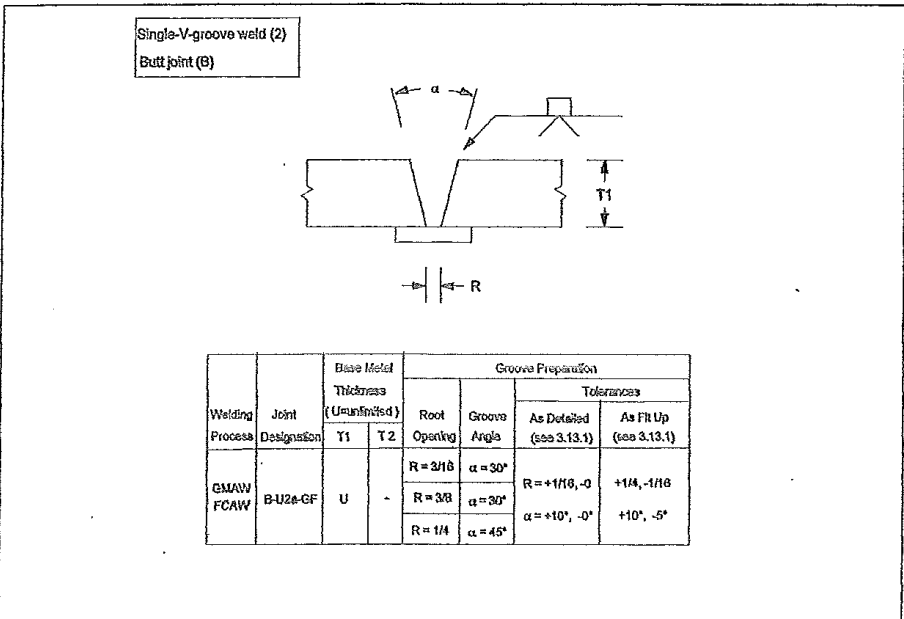 Single-V-groove weld (2)
Butt joint (B)
α
T1
R
Base Metal
Thickness
(U=unlimited)
Groove Preparation
Tolerances
Welding
Process
Joint
Designation
T1
T2
Root
Opening
Groove
Angle
As Detailed
(see 3.13.1)
As Fit Up
(see 3.13.1)
GMAW
FCAW
B-U2a-GF
U
-
R = 3/16
α = 30°
R = 3/8
α = 30°
R = 1/4
α = 45°
R = +1/16, -0
α = +10°, -0°
+1/4, -1/16
+10°, -5°